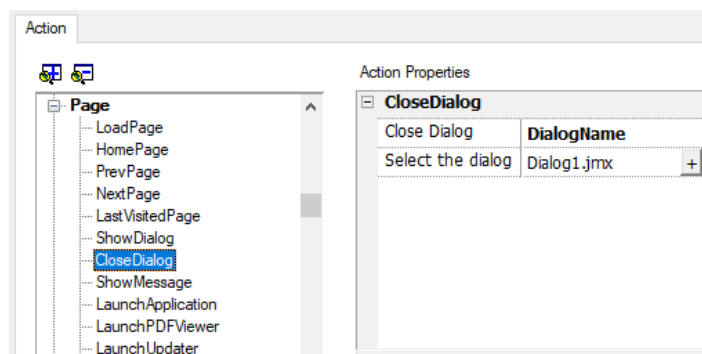 Action
Page
LoadPage
HomePage
PrevPage
NextPage
LastVisitedPage
ShowDialog
CloseDialog
ShowMessage
LaunchApplication
LaunchPDFViewer
LaunchUpdater
Action Properties
CloseDialog
Close Dialog DialogName
Select the dialog Dialog1.jmx +